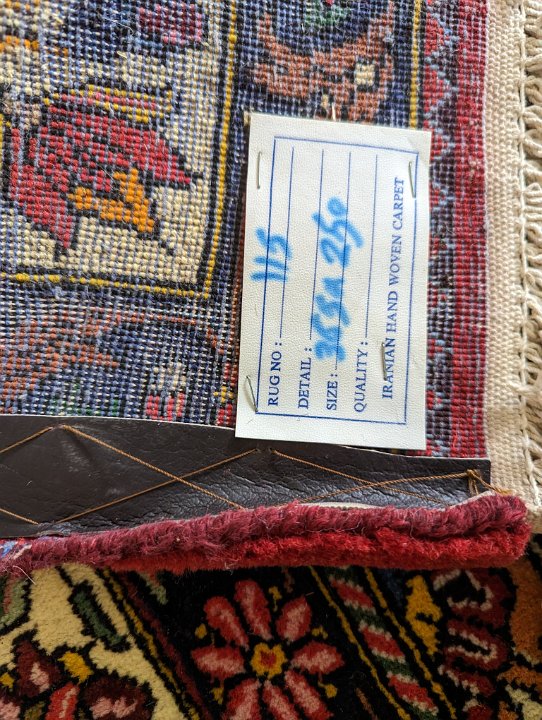 RUG NO : 115
DETAIL :
SIZE :
QUALITY :
IRANIAN HAND WOVEN CARPET